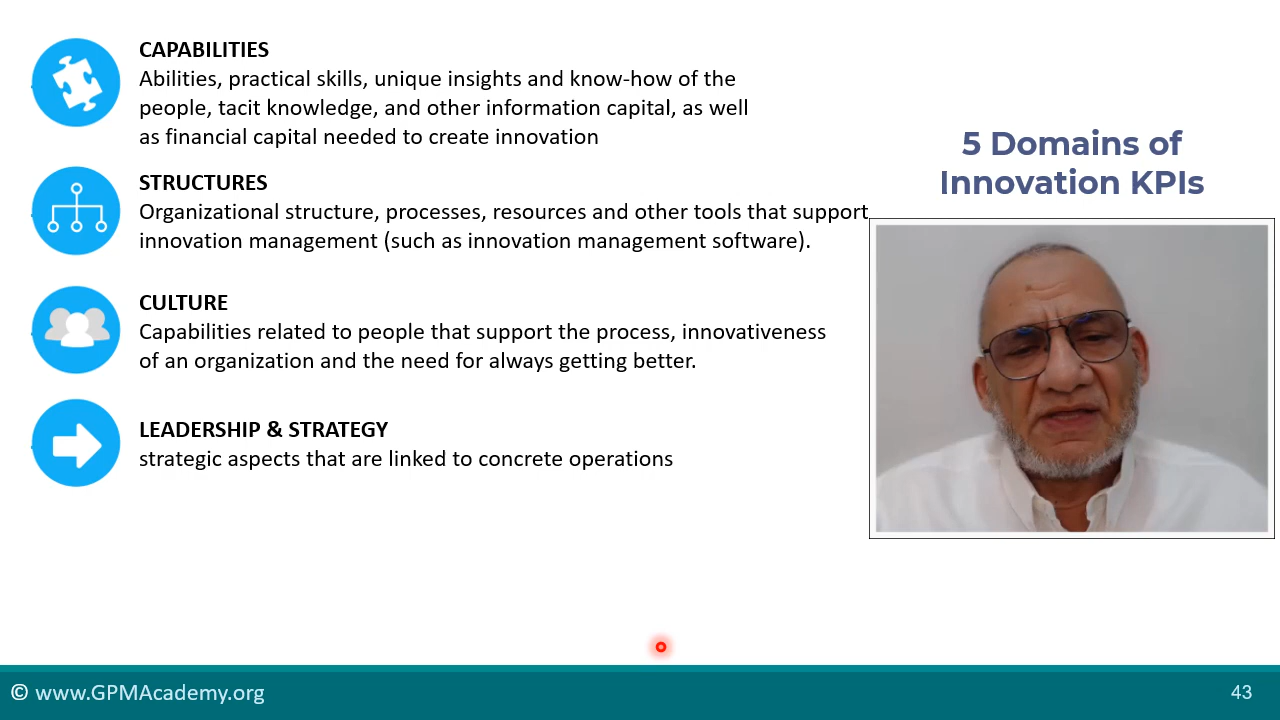 CAPABILITIES
Abilities, practical skills, unique insights and know-how of the
people, tacit knowledge, and other information capital, as well
as financial capital needed to create innovation
STRUCTURES
Organizational structure, processes, resources and other tools that support
innovation management (such as innovation management software).
CULTURE
Capabilities related to people that support the process, innovativeness
of an organization and the need for always getting better.
LEADERSHIP & STRATEGY
strategic aspects that are linked to concrete operations
5 Domains of
Innovation KPIs
© www.GPMAcademy.org
43